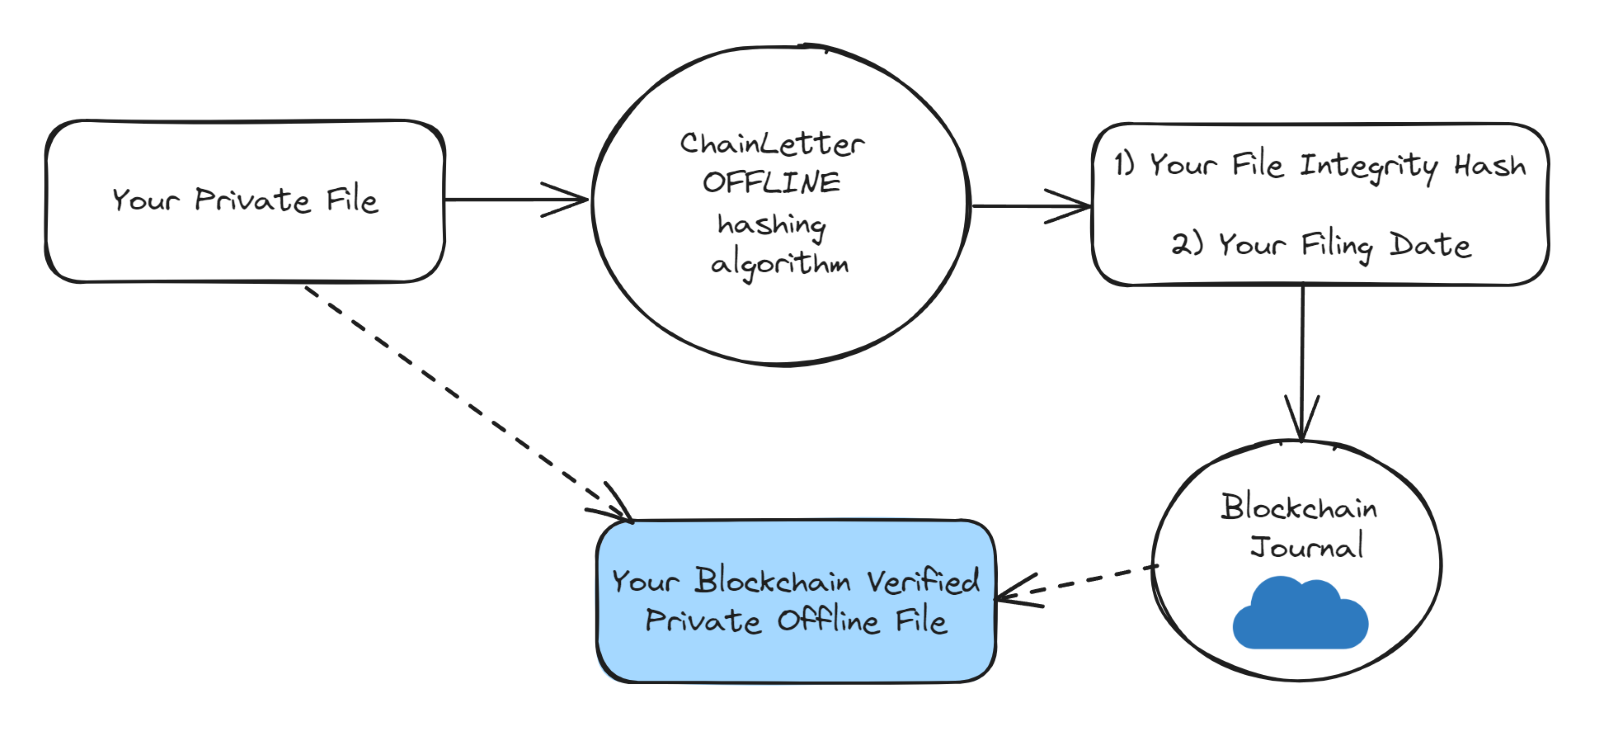 Your Private File
ChainLetter
OFFLINE
hashing
algorithm
1) Your File Integrity Hash
2) Your Filing Date
Blockchain
Journal
Your Blockchain Verified
Private Offline File